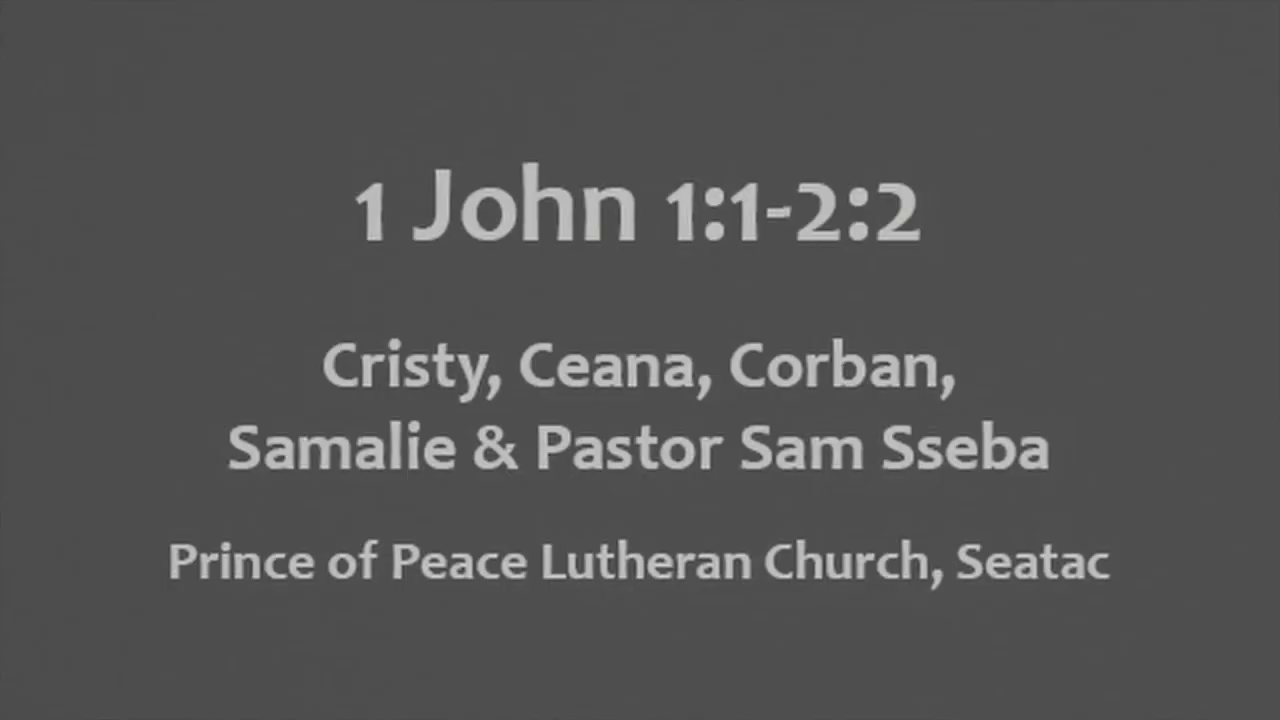 1 John 1:1-2:2
Cristy, Ceana, Corban,
Samalie & Pastor Sam Sseba
Prince of Peace Lutheran Church, Seatac